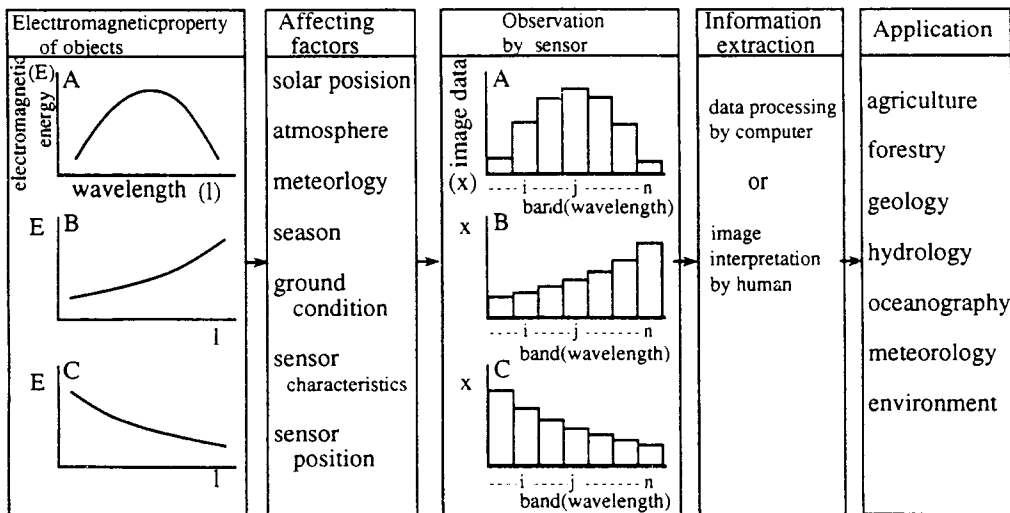 Electromagneticproperty
of objects
electromagnetic
energy
(E)
A
wavelength (l)
E
B
l
E
C
l
Affecting
factors
solar posision
atmosphere
meteorlogy
season
ground
condition
sensor
characteristics
sensor
position
Observation
by sensor
image data
(x)
A
i j n
band(wavelength)
x
B
i j n
band(wavelength)
x
C
i j n
band(wavelength)
Information
extraction
data processing
by computer
or
image
interpretation
by human
Application
agriculture
forestry
geology
hydrology
oceanography
meteorology
environment